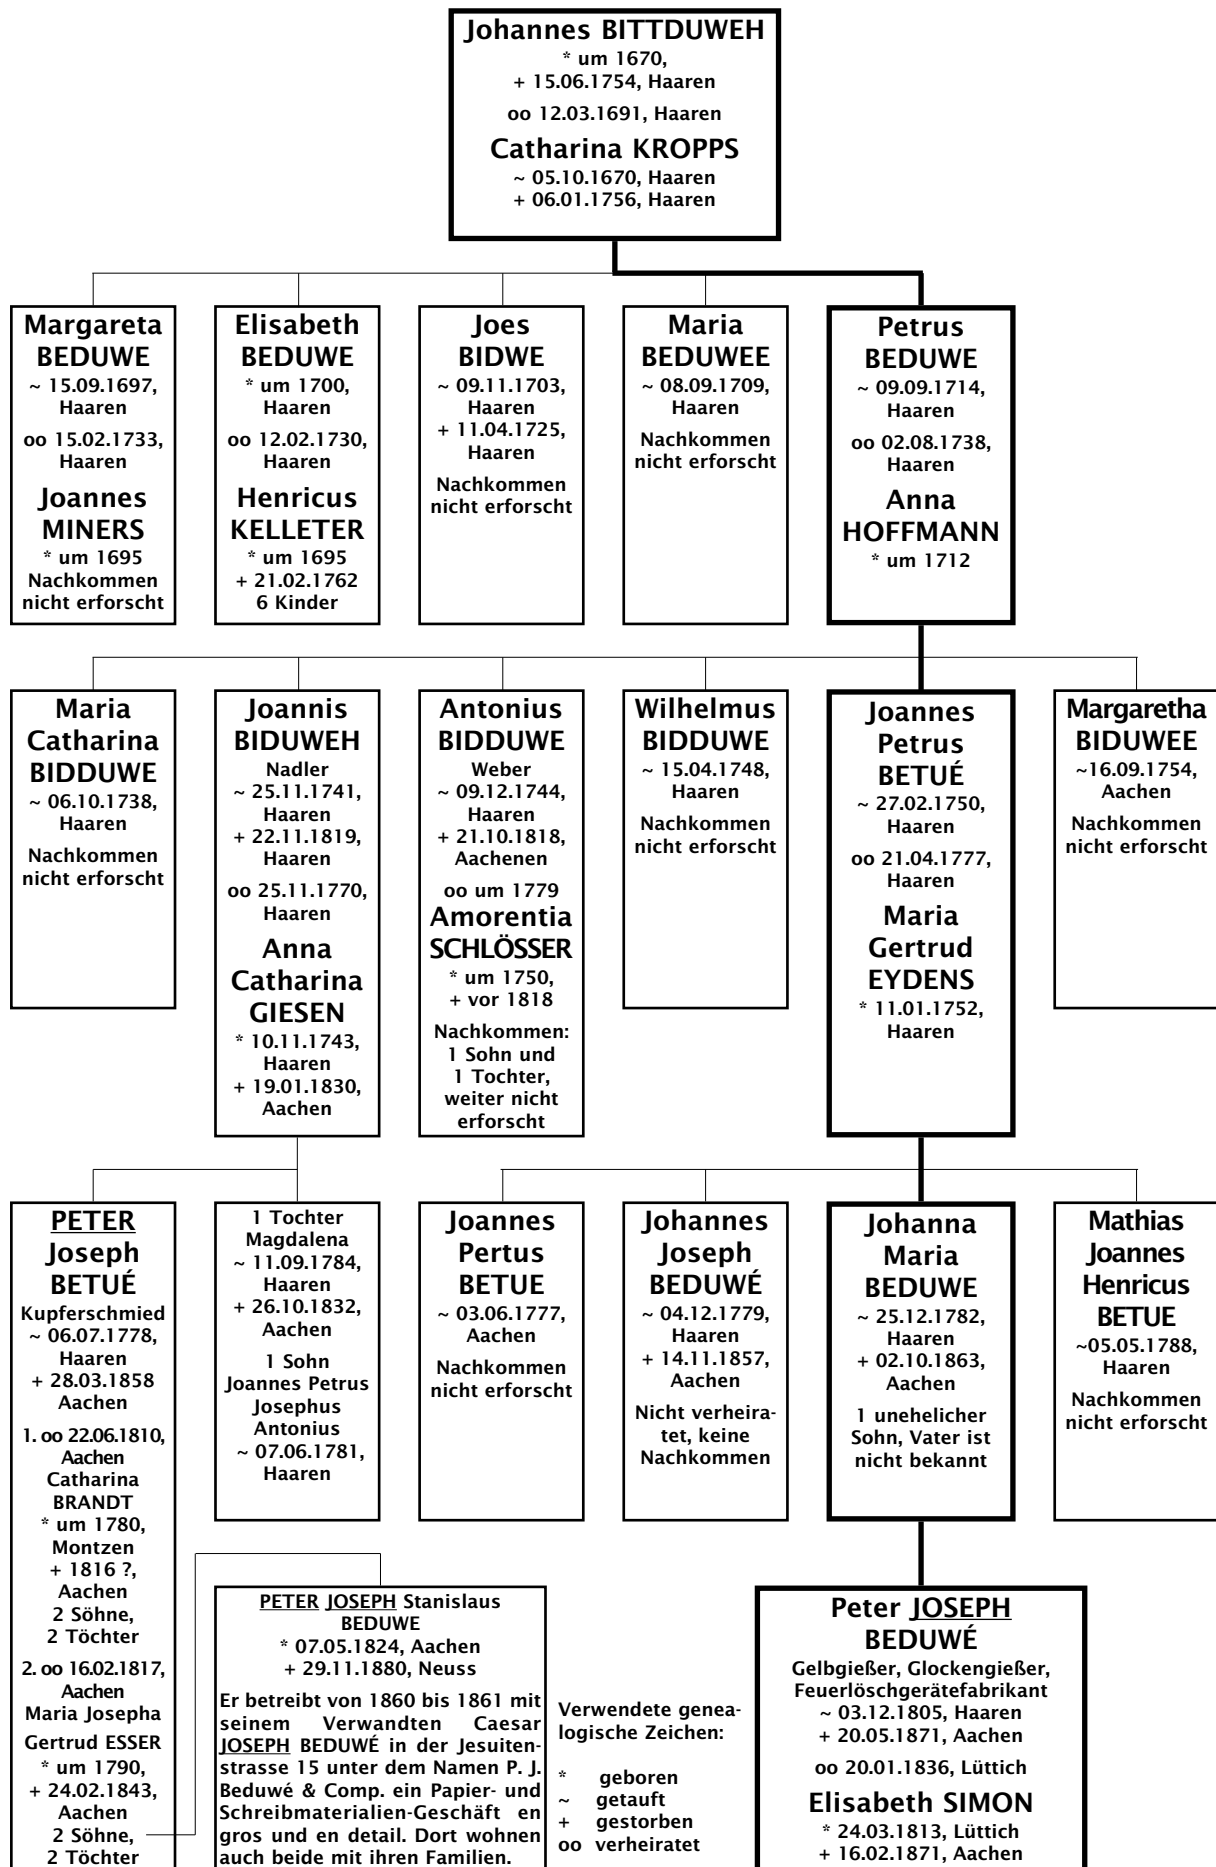 Johannes BITTDUWEH
* um 1670,
+ 15.06.1754, Haaren
oo 12.03.1691, Haaren
Catharina KROPPS
~ 05.10.1670, Haaren
+ 06.01.1756, Haaren
Margareta
BEDUWE
~ 15.09.1697,
Haaren
oo 15.02.1733,
Haaren
Joannes
MINERS
* um 1695
Nachkommen
nicht erforscht
Elisabeth
BEDUWE
* um 1700,
Haaren
oo 12.02.1730,
Haaren
Henricus
KELLETER
* um 1695
+ 21.02.1762
6 Kinder
Joes
BIDWE
~ 09.11.1703,
Haaren
+ 11.04.1725,
Haaren
Nachkommen
nicht erforscht
Maria
BEDUWEE
~ 08.09.1709,
Haaren
Nachkommen
nicht erforscht
Petrus
BEDUWE
~ 09.09.1714,
Haaren
oo 02.08.1738,
Haaren
Anna
HOFFMANN
* um 1712
Maria
Catharina
BIDDUWE
~ 06.10.1738,
Haaren
Nachkommen
nicht erforscht
Joannis
BIDUWEH
Nadler
~ 25.11.1741,
Haaren
+ 22.11.1819,
Haaren
oo 25.11.1770,
Haaren
Anna
Catharina
GIESEN
* 10.11.1743,
Haaren
+ 19.01.1830,
Aachen
Antonius
BIDDUWE
Weber
~ 09.12.1744,
Haaren
+ 21.10.1818,
Aachenen
oo um 1779
Amorentia
SCHLÖSSER
* um 1750,
+ vor 1818
Nachkommen:
1 Sohn und
1 Tochter,
weiter nicht
erforscht
Wilhelmus
BIDDUWE
~ 15.04.1748,
Haaren
Nachkommen
nicht erforscht
Joannes
Petrus
BETUÉ
~ 27.02.1750,
Haaren
oo 21.04.1777,
Haaren
Maria
Gertrud
EYDENS
* 11.01.1752,
Haaren
Margaretha
BIDUWEE
~16.09.1754,
Aachen
Nachkommen
nicht erforscht
PETER
Joseph
BETUÉ
Kupferschmied
~ 06.07.1778,
Haaren
+ 28.03.1858
Aachen
1. oo 22.06.1810,
Aachen
Catharina
BRANDT
* um 1780,
Montzen
+ 1816 ?,
Aachen
2 Söhne,
2 Töchter
2. oo 16.02.1817,
Aachen
Maria Josepha
Gertrud ESSER
* um 1790,
+ 24.02.1843,
Aachen
2 Söhne,
2 Töchter
1 Tochter
Magdalena
~ 11.09.1784,
Haaren
+ 26.10.1832,
Aachen
1 Sohn
Joannes Petrus
Josephus
Antonius
~ 07.06.1781,
Haaren
Joannes
Pertus
BETUE
~ 03.06.1777,
Aachen
Nachkommen
nicht erforscht
Johannes
Joseph
BEDUWÉ
~ 04.12.1779,
Haaren
+ 14.11.1857,
Aachen
Nicht verheira-
tet, keine
Nachkommen
Johanna
Maria
BEDUWE
~ 25.12.1782,
Haaren
+ 02.10.1863,
Aachen
1 unehelicher
Sohn, Vater ist
nicht bekannt
Mathias
Joannes
Henricus
BETUE
~05.05.1788,
Haaren
Nachkommen
nicht erforscht
PETER JOSEPH Stanislaus
BEDUWE
* 07.05.1824, Aachen
+ 29.11.1880, Neuss
Er betreibt von 1860 bis 1861 mit
seinem Verwandten Caesar
JOSEPH BEDUWÉ in der Jesuiten-
strasse 15 unter dem Namen P. J.
Beduwé & Comp. ein Papier- und
Schreibmaterialien-Geschäft en
gros und en detail. Dort wohnen
auch beide mit ihren Familien.
Verwendete genea-
logische Zeichen:
* geboren
~ getauft
+ gestorben
oo verheiratet
Peter JOSEPH
BEDUWÉ
Gelbgießer, Glockengießer,
Feuerlöschgerätefabrikant
~ 03.12.1805, Haaren
+ 20.05.1871, Aachen
oo 20.01.1836, Lüttich
Elisabeth SIMON
* 24.03.1813, Lüttich
+ 16.02.1871, Aachen